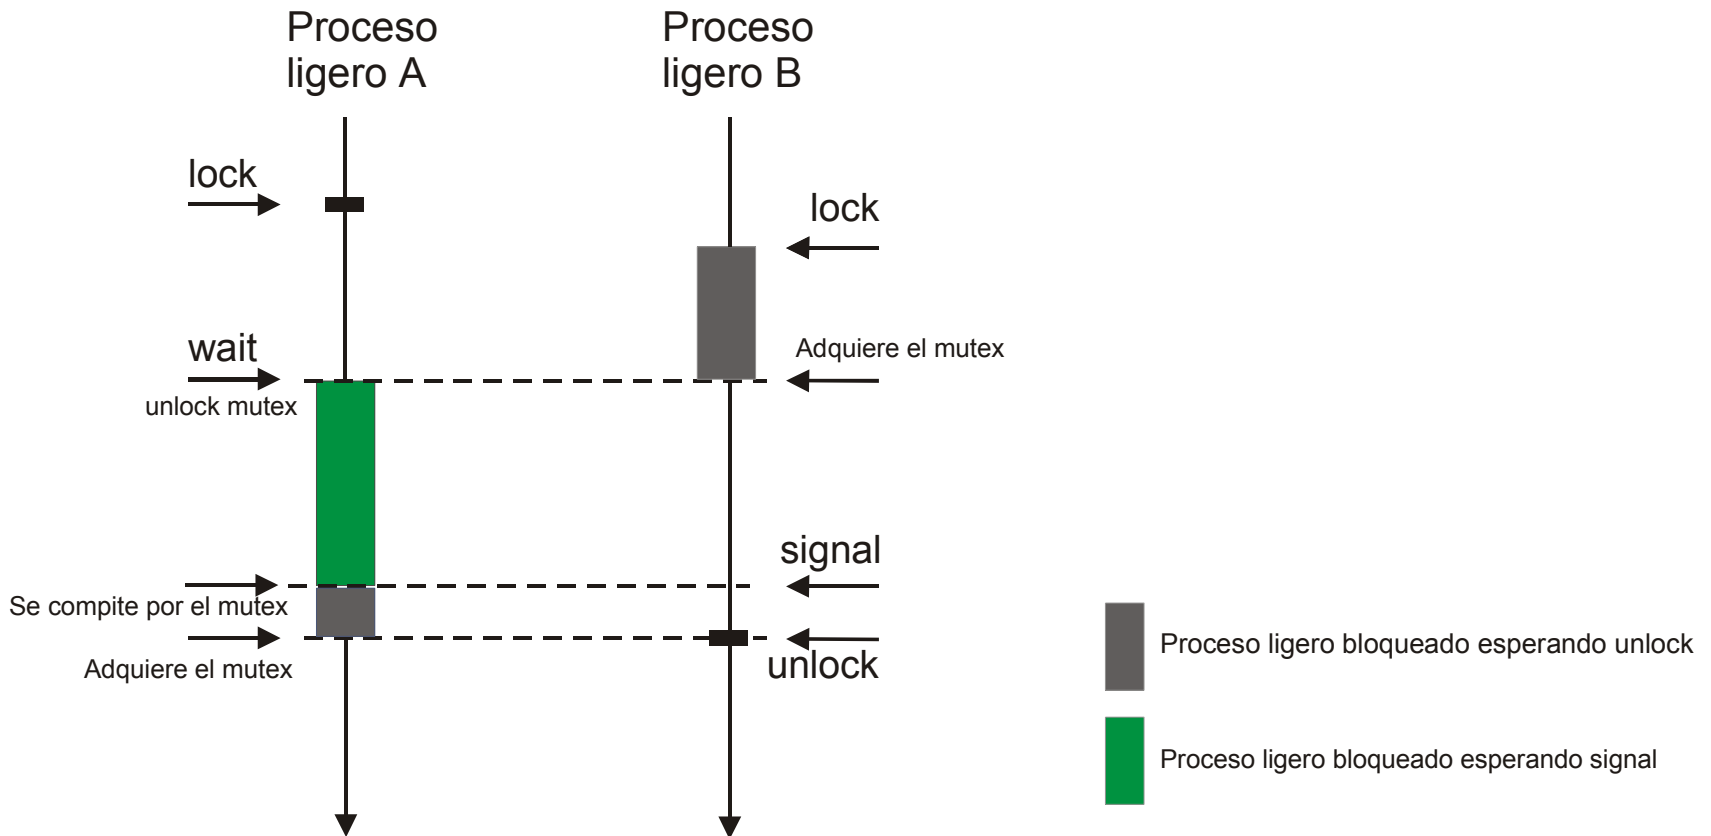 Proceso
ligero A
Proceso
ligero B
lock
lock
wait
Adquiere el mutex
unlock mutex
signal
Se compite por el mutex
Adquiere el mutex
unlock
Proceso ligero bloqueado esperando unlock
Proceso ligero bloqueado esperando signal